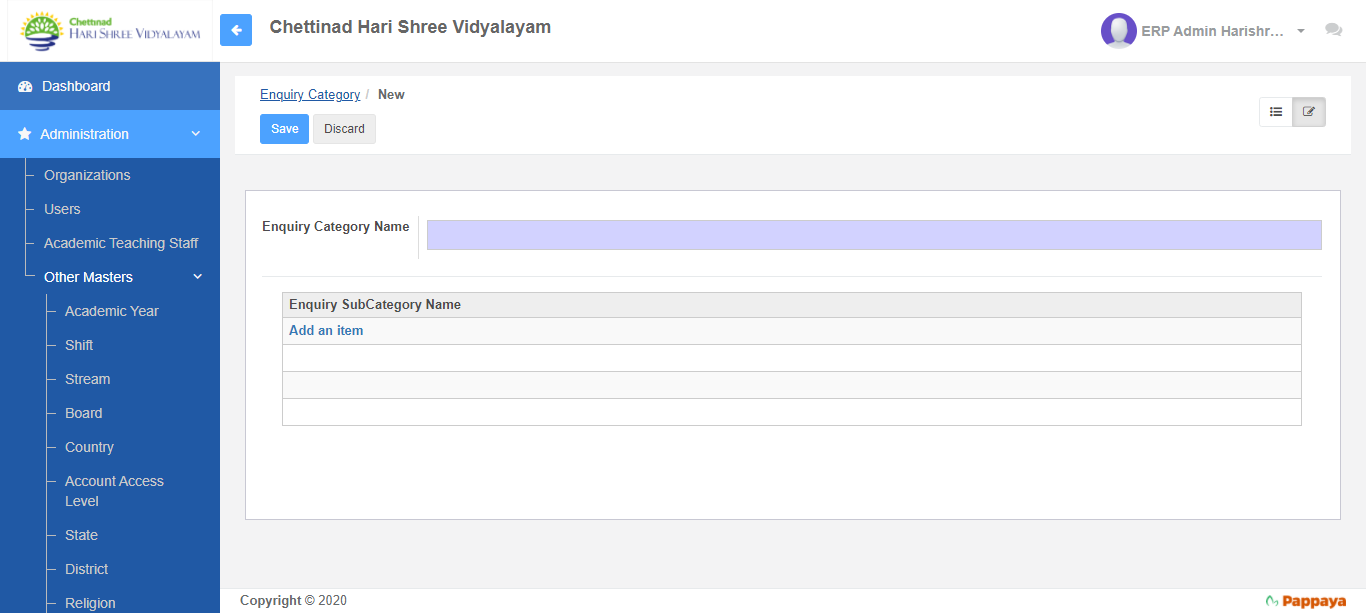 Chettinad
HARI SHREE VIDYALAYAM
Chettinad Hari Shree Vidyalayam
ERP Admin Harishr...
Dashboard
Administration
Organizations
Users
Academic Teaching Staff
Other Masters
Academic Year
Shift
Stream
Board
Country
Account Access
Level
State
District
Religion
Enquiry Category / New
Save Discard
Enquiry Category Name
Enquiry SubCategory Name
Add an item
Copyright © 2020
Pappaya